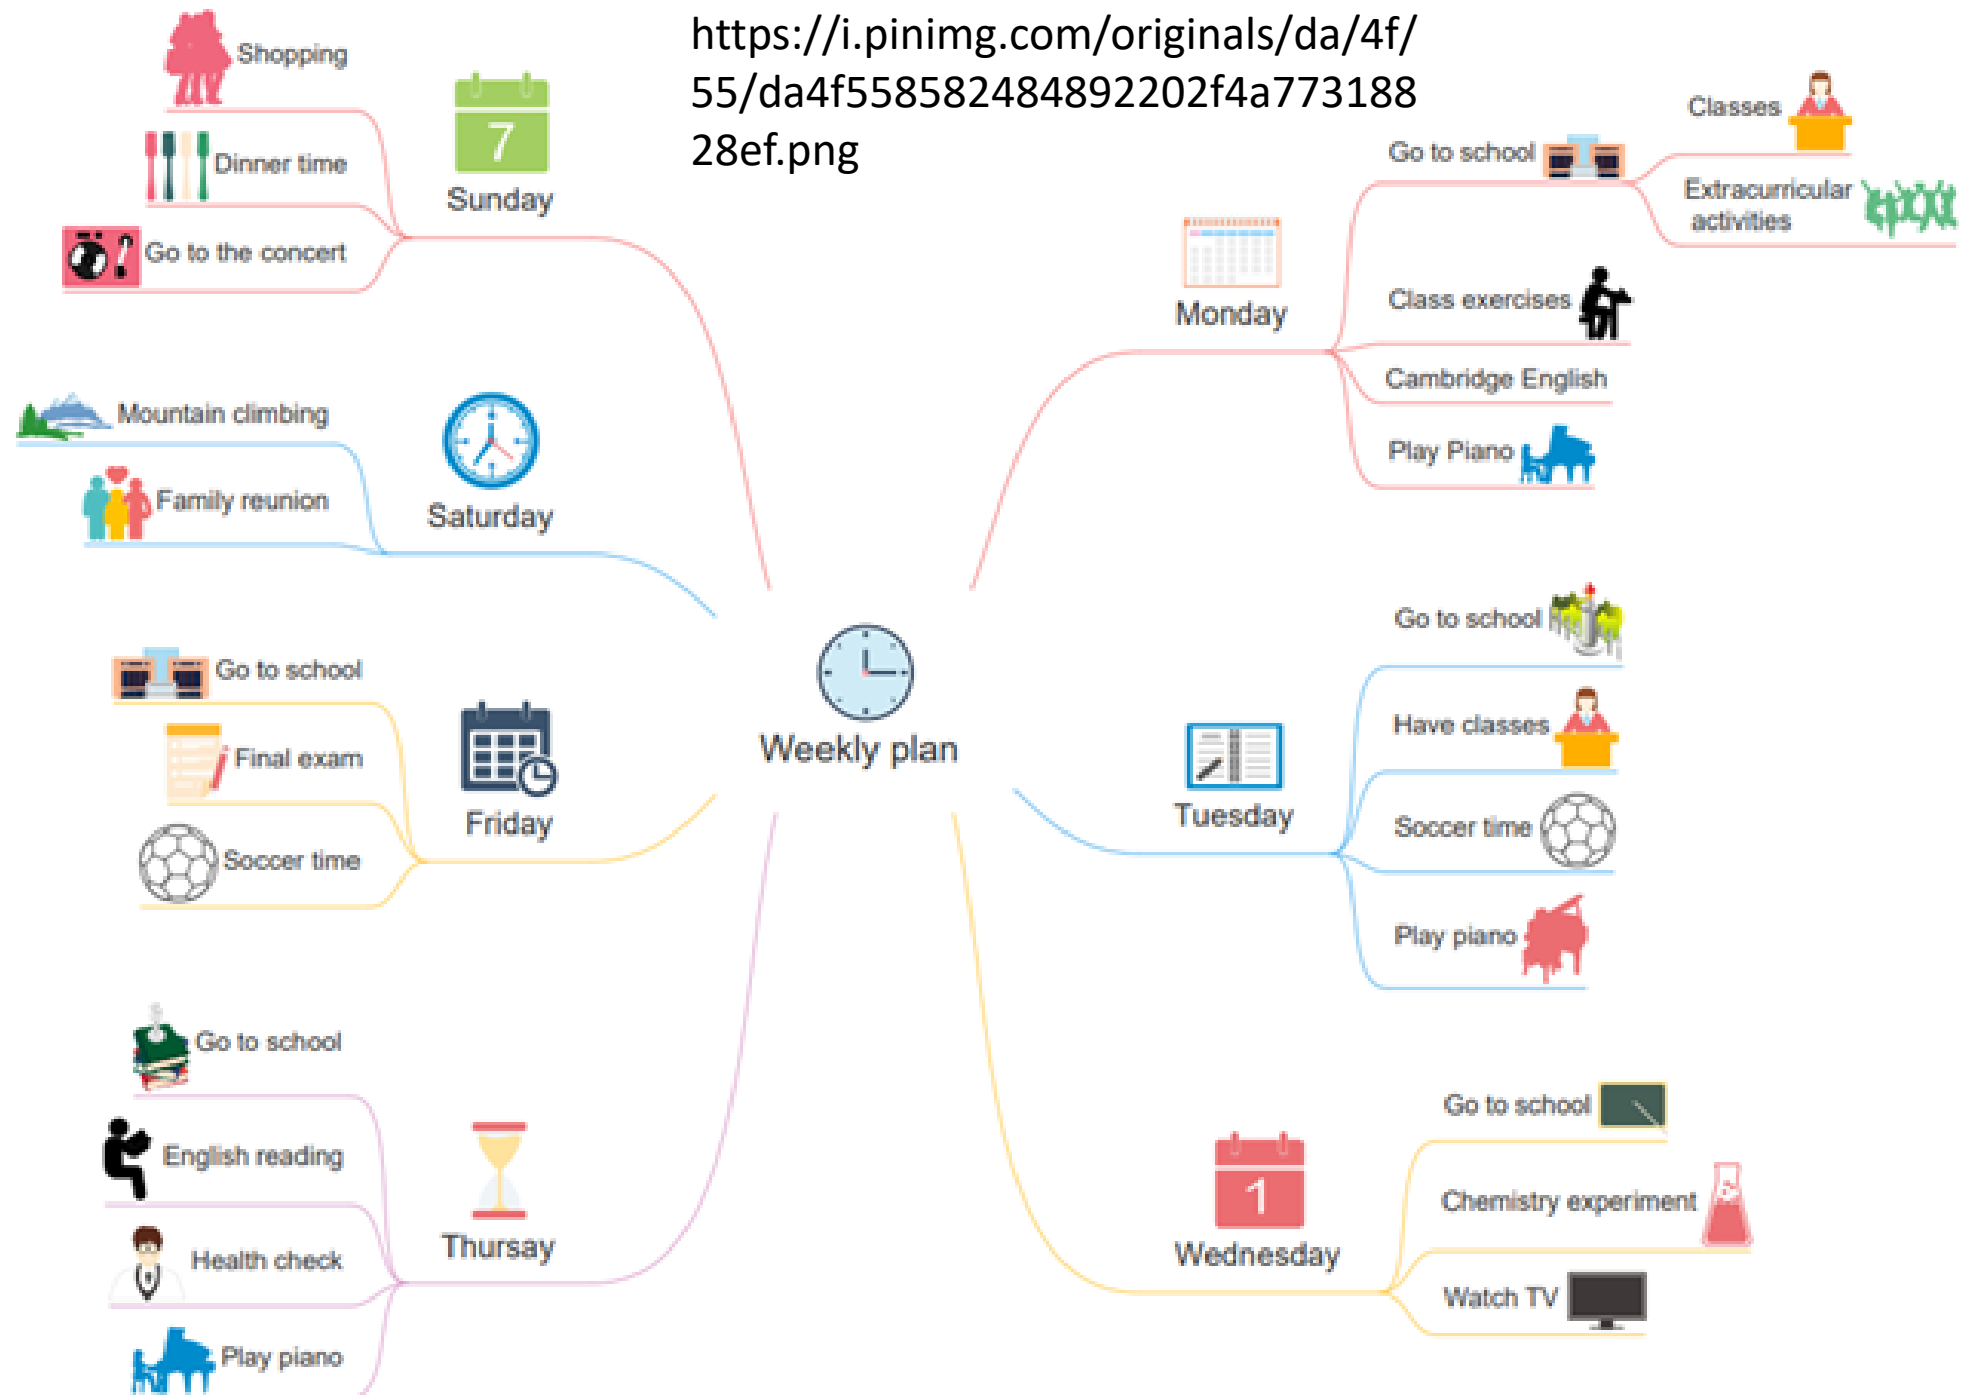 https://i.pinimg.com/originals/da/4f/
55/da4f558582484892202f4a773188
28ef.png
Weekly plan
Monday
Go to school
Classes
Extracurricular
activities
Class exercises
Cambridge English
Play Piano
Tuesday
Go to school
Have classes
Soccer time
Play piano
1
Wednesday
Go to school
Chemistry experiment
Watch TV
Thursay
Go to school
English reading
Health check
Play piano
Friday
Go to school
Final exam
Soccer time
Saturday
Mountain climbing
Family reunion
7
Sunday
Shopping
Dinner time
Go to the concert